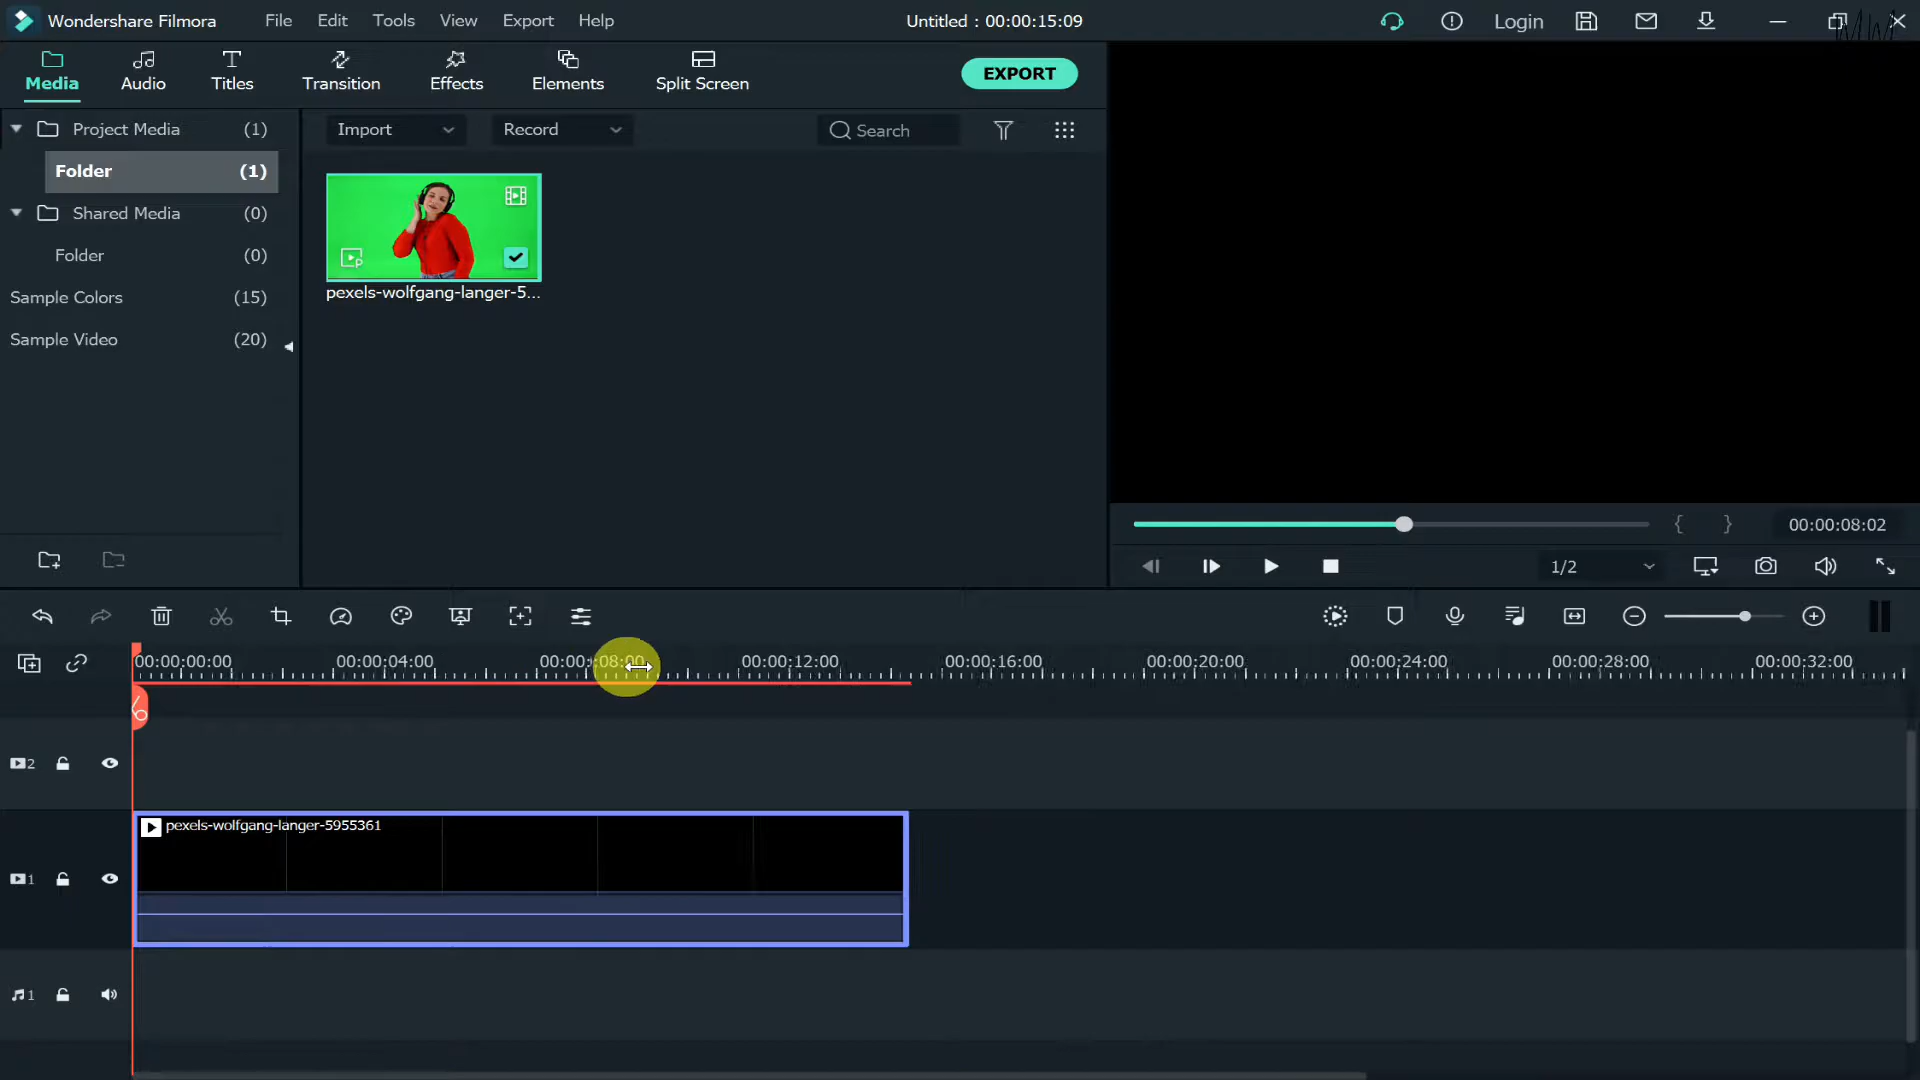 Wondershare Filmora
File
Edit
Tools
View
Export
Help
Untitled : 00:00:15:09
Login
Media
Audio
Titles
Transition
Effects
Elements
Split Screen
EXPORT
Project Media (1)
Folder (1)
Shared Media (0)
Folder (0)
Sample Colors (15)
Sample Video (20)
Import
Record
Search
pexels-wolfgang-langer-5...
{ }
00:00:08:02
1/2
00:00:00:00
00:00:04:00
00:00:08:00
00:00:12:00
00:00:16:00
00:00:20:00
00:00:24:00
00:00:28:00
00:00:32:00
2
pexels-wolfgang-langer-5955361
1
1